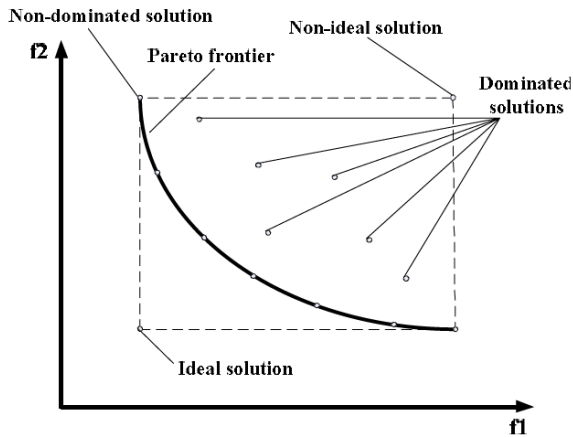 Non-dominated solution
Non-ideal solution
f2
Pareto frontier
Dominated
solutions
Ideal solution
f1